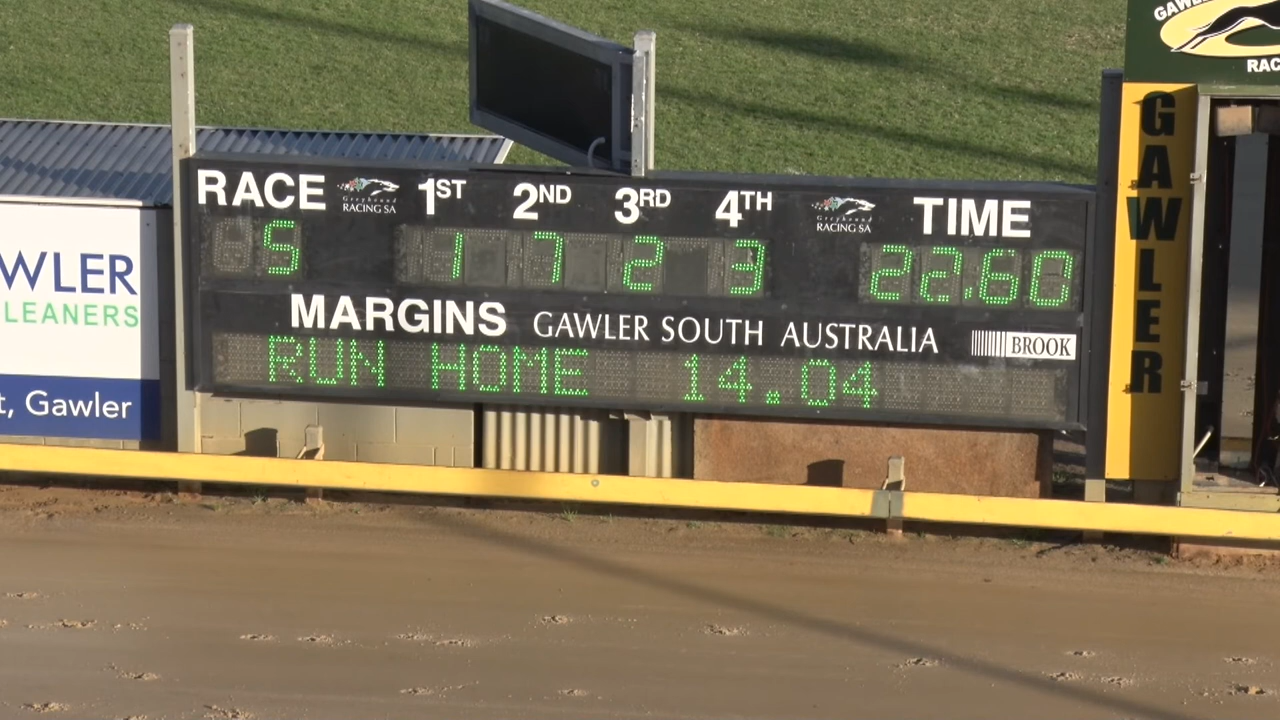 GAWLER
RAC
RACE Greyhound RACING SA 1ST 2ND 3RD 4TH Greyhound RACING SA TIME
5 1 7 2 3 22.60
MARGINS GAWLER SOUTH AUSTRALIA BROOK
RUN HOME 14.04
WLER
LEANERS
t, Gawler
GAWLER